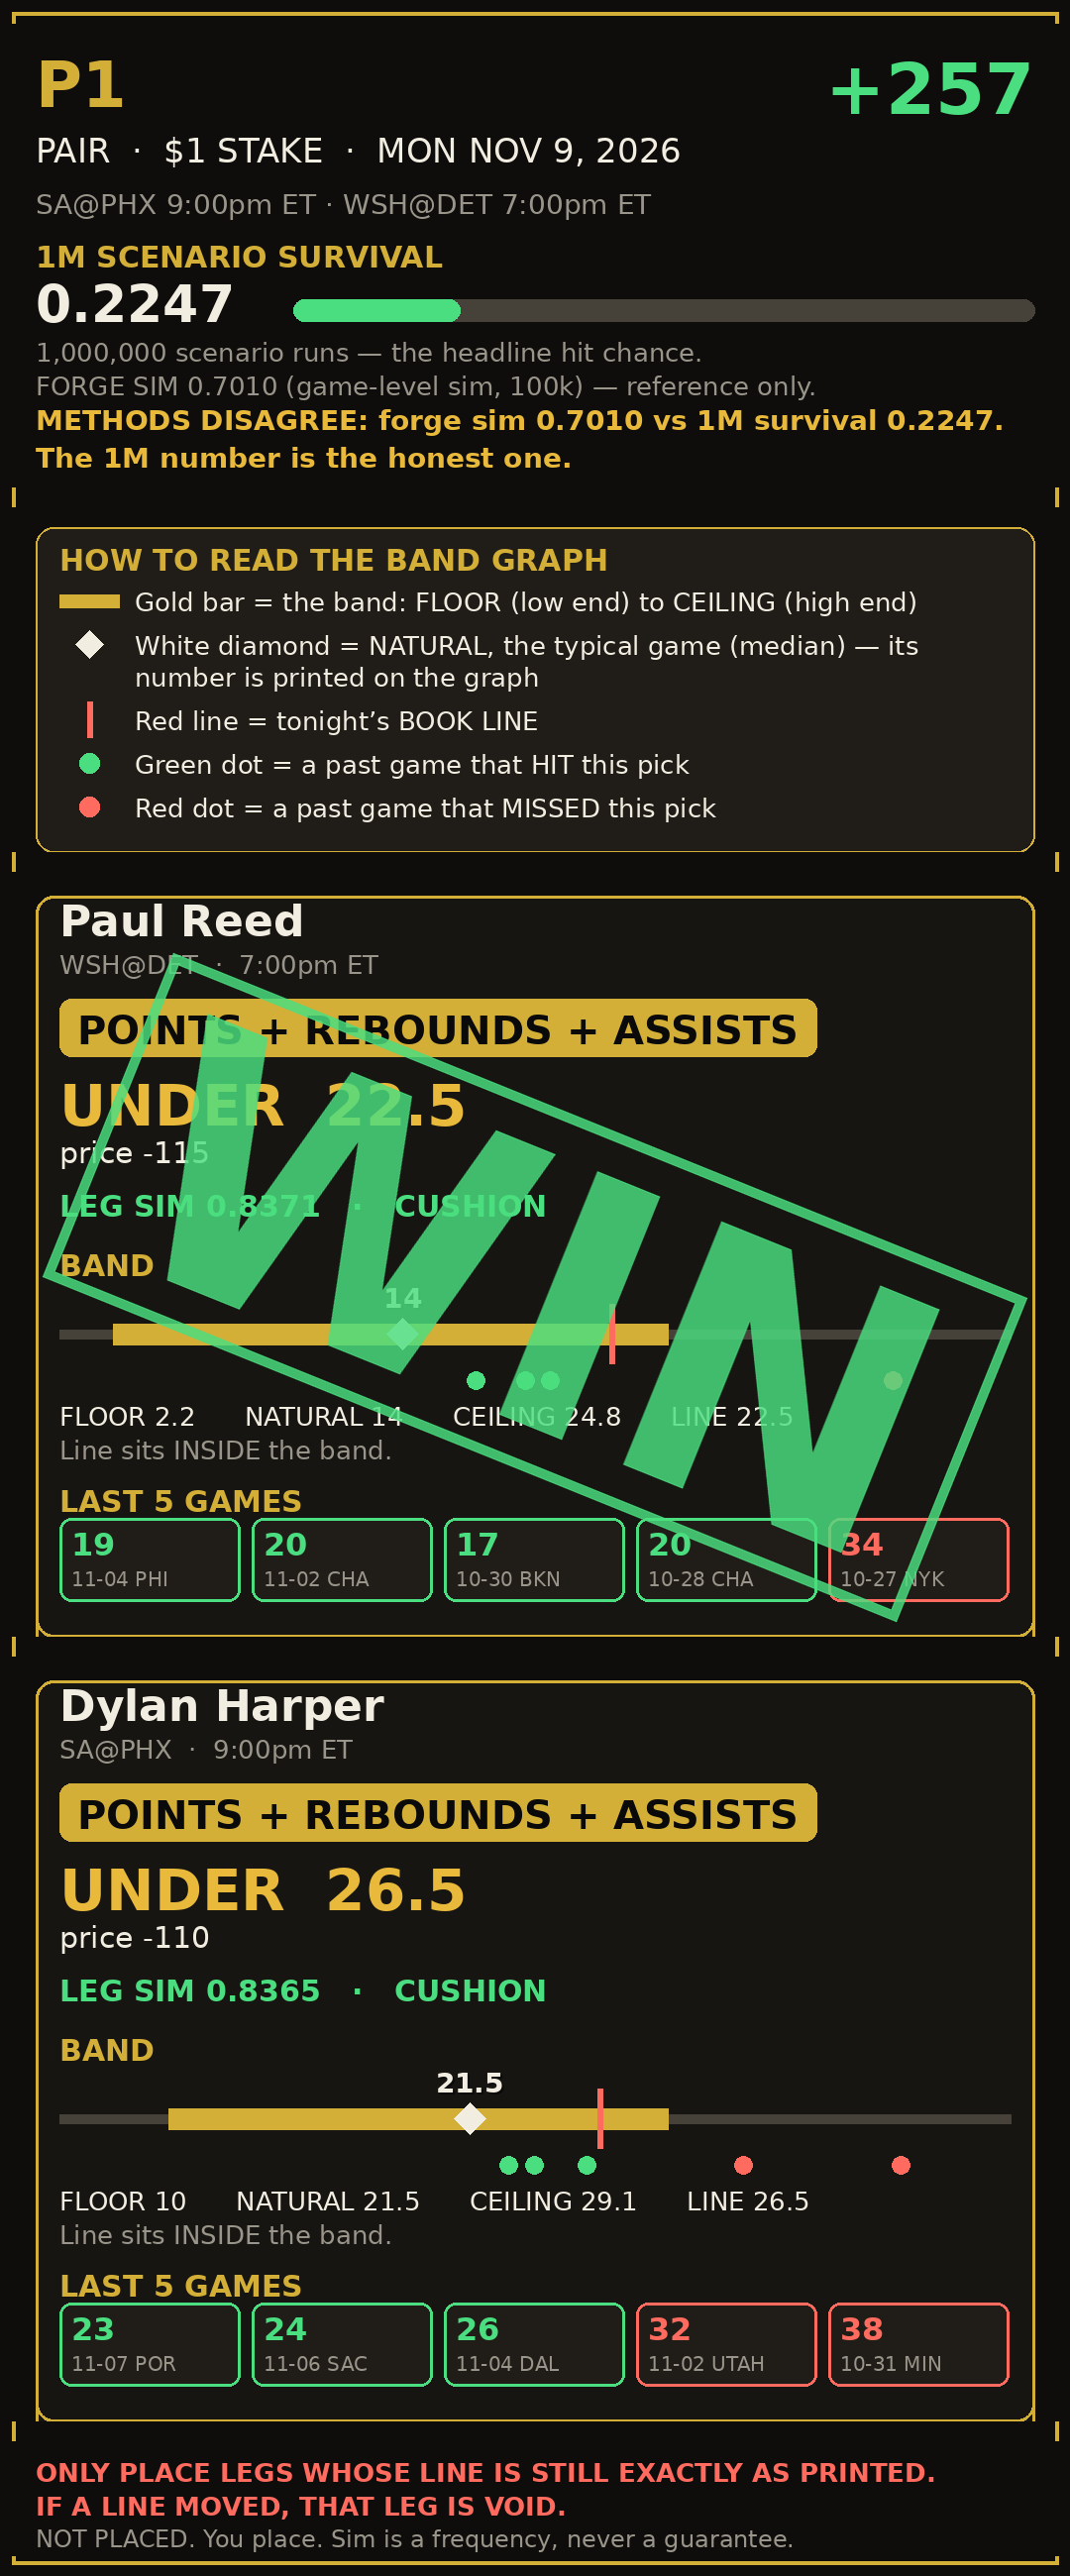 P1
+257
PAIR · $1 STAKE · MON NOV 9, 2026
SA@PHX 9:00pm ET · WSH@DET 7:00pm ET
1M SCENARIO SURVIVAL
0.2247
1,000,000 scenario runs — the headline hit chance.
FORGE SIM 0.7010 (game-level sim, 100k) — reference only.
METHODS DISAGREE: forge sim 0.7010 vs 1M survival 0.2247.
The 1M number is the honest one.
HOW TO READ THE BAND GRAPH
Gold bar = the band: FLOOR (low end) to CEILING (high end)
White diamond = NATURAL, the typical game (median) — its
number is printed on the graph
Red line = tonight’s BOOK LINE
Green dot = a past game that HIT this pick
Red dot = a past game that MISSED this pick
Paul Reed
WSH@DET · 7:00pm ET
POINTS + REBOUNDS + ASSISTS
UNDER 22.5
price -115
LEG SIM 0.8371 · CUSHION
BAND
14
FLOOR 2.2 NATURAL 14 CEILING 24.8 LINE 22.5
Line sits INSIDE the band.
LAST 5 GAMES
19 20 17 20 34
11-04 PHI 11-02 CHA 10-30 BKN 10-28 CHA 10-27 NYK
WIN
Dylan Harper
SA@PHX · 9:00pm ET
POINTS + REBOUNDS + ASSISTS
UNDER 26.5
price -110
LEG SIM 0.8365 · CUSHION
BAND
21.5
FLOOR 10 NATURAL 21.5 CEILING 29.1 LINE 26.5
Line sits INSIDE the band.
LAST 5 GAMES
23 24 26 32 38
11-07 POR 11-06 SAC 11-04 DAL 11-02 UTAH 10-31 MIN
ONLY PLACE LEGS WHOSE LINE IS STILL EXACTLY AS PRINTED.
IF A LINE MOVED, THAT LEG IS VOID.
NOT PLACED. You place. Sim is a frequency, never a guarantee.